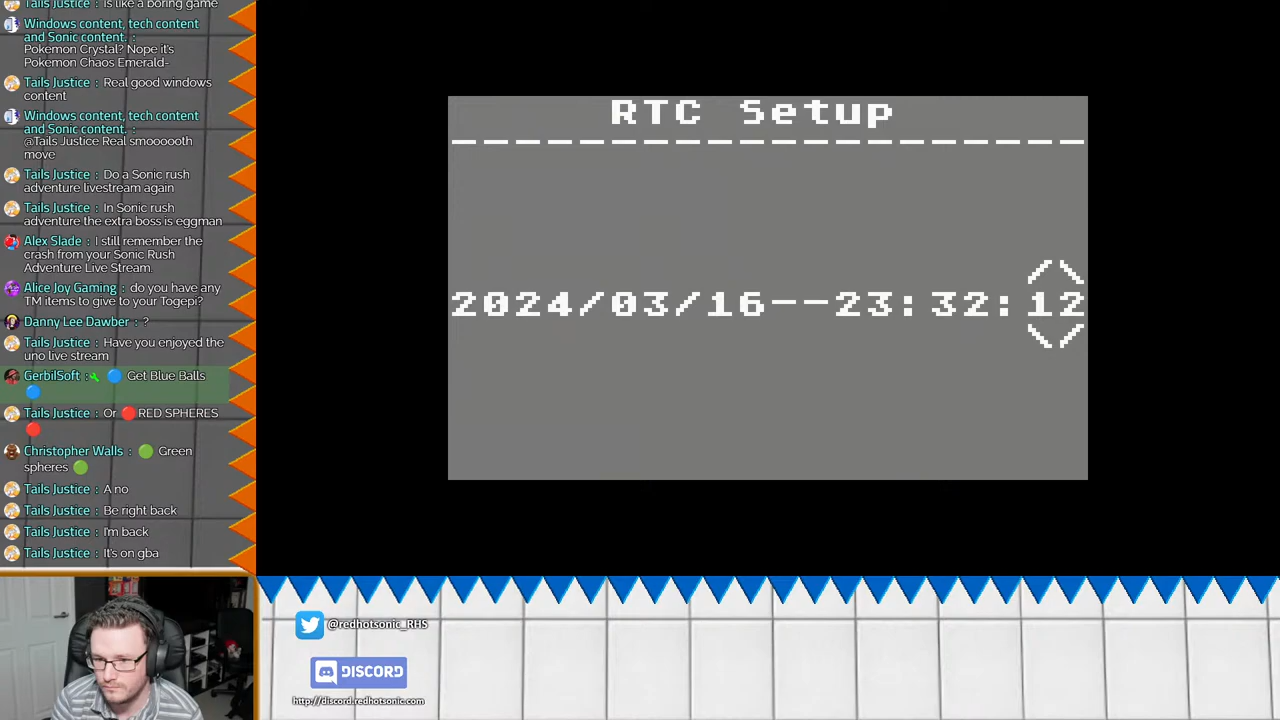 Tails Justice : Is like a boring game
Windows content, tech content
and Sonic content. :
Pokemon Crystal? Nope it's
Pokemon Chaos Emerald-
Tails Justice : Real good windows
content
Windows content, tech content
and Sonic content. :
@Tails Justice Real smoooooth
move
Tails Justice : Do a Sonic rush
adventure livestream again
Tails Justice : In Sonic rush
adventure the extra boss is eggman
Alex Slade : I still remember the
crash from your Sonic Rush
Adventure Live Stream.
Alice Joy Gaming : do you have any
TM items to give to your Togepi?
Danny Lee Dawber : ?
Tails Justice : Have you enjoyed the
uno live stream
GerbilSoft : 🔵 Get Blue Balls
🔵
Tails Justice : Or 🔴 RED SPHERES
🔴
Christopher Walls : 🟢 Green
spheres 🟢
Tails Justice : A no
Tails Justice : Be right back
Tails Justice : I'm back
Tails Justice : It's on gba
RTC Setup
--------------------
2024/03/16--23:32:12
@redhotsonic_RHS
DISCORD
http://discord.redhotsonic.com